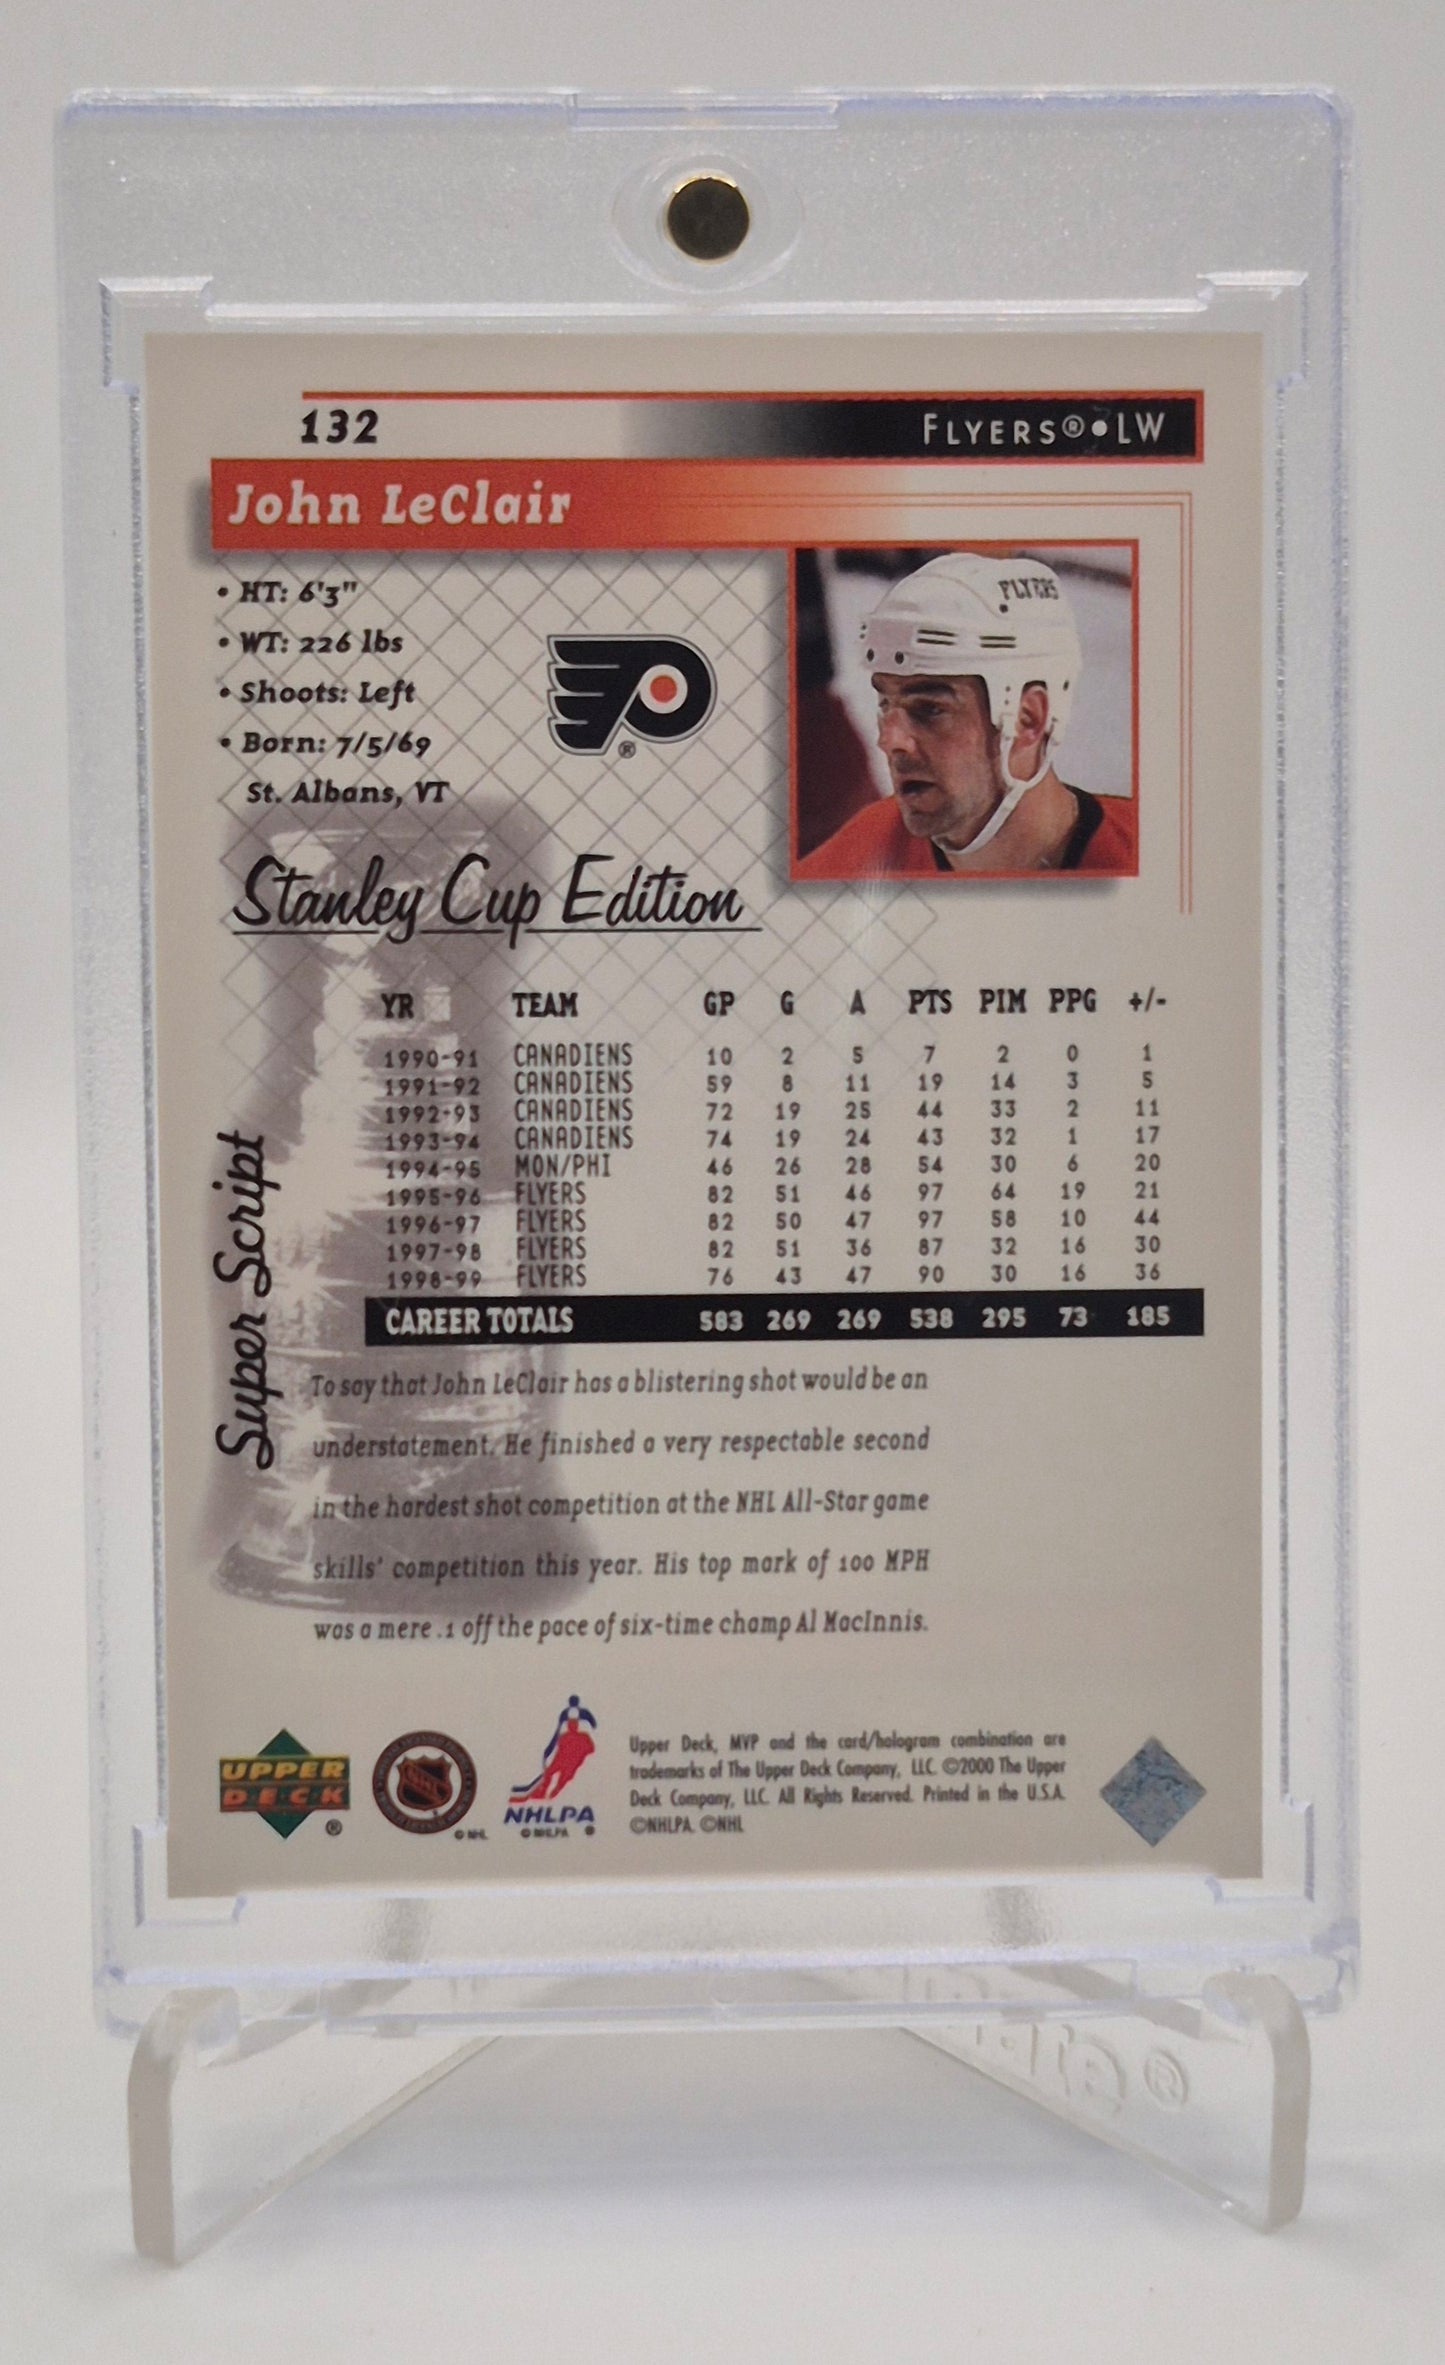 132
FLYERS®•LW
John LeClair
• HT: 6'3"
• WT: 226 lbs
• Shoots: Left
• Born: 7/5/69
St. Albans, VT
FLYERS
®
Stanley Cup Edition
YR TEAM GP G A PTS PIM PPG +/-
1990-91 CANADIENS 10 2 5 7 2 0 1
1991-92 CANADIENS 59 8 11 19 14 3 5
1992-93 CANADIENS 72 19 25 44 33 2 11
1993-94 CANADIENS 74 19 24 43 32 1 17
1994-95 MON/PHI 46 26 28 54 30 6 20
1995-96 FLYERS 82 51 46 97 64 19 21
1996-97 FLYERS 82 50 47 97 58 10 44
1997-98 FLYERS 82 51 36 87 32 16 30
1998-99 FLYERS 76 43 47 90 30 16 36
CAREER TOTALS 583 269 269 538 295 73 185
Super Script
To say that John LeClair has a blistering shot would be an
understatement. He finished a very respectable second
in the hardest shot competition at the NHL All-Star game
skills' competition this year. His top mark of 100 MPH
was a mere .1 off the pace of six-time champ Al MacInnis.
UPPER
DECK
®
NHL
© NHL
NHLPA
© NHLPA ®
Upper Deck, MVP and the card/hologram combination are
trademarks of The Upper Deck Company, LLC. ©2000 The Upper
Deck Company, LLC. All Rights Reserved. Printed in the U.S.A.
©NHLPA. ©NHL